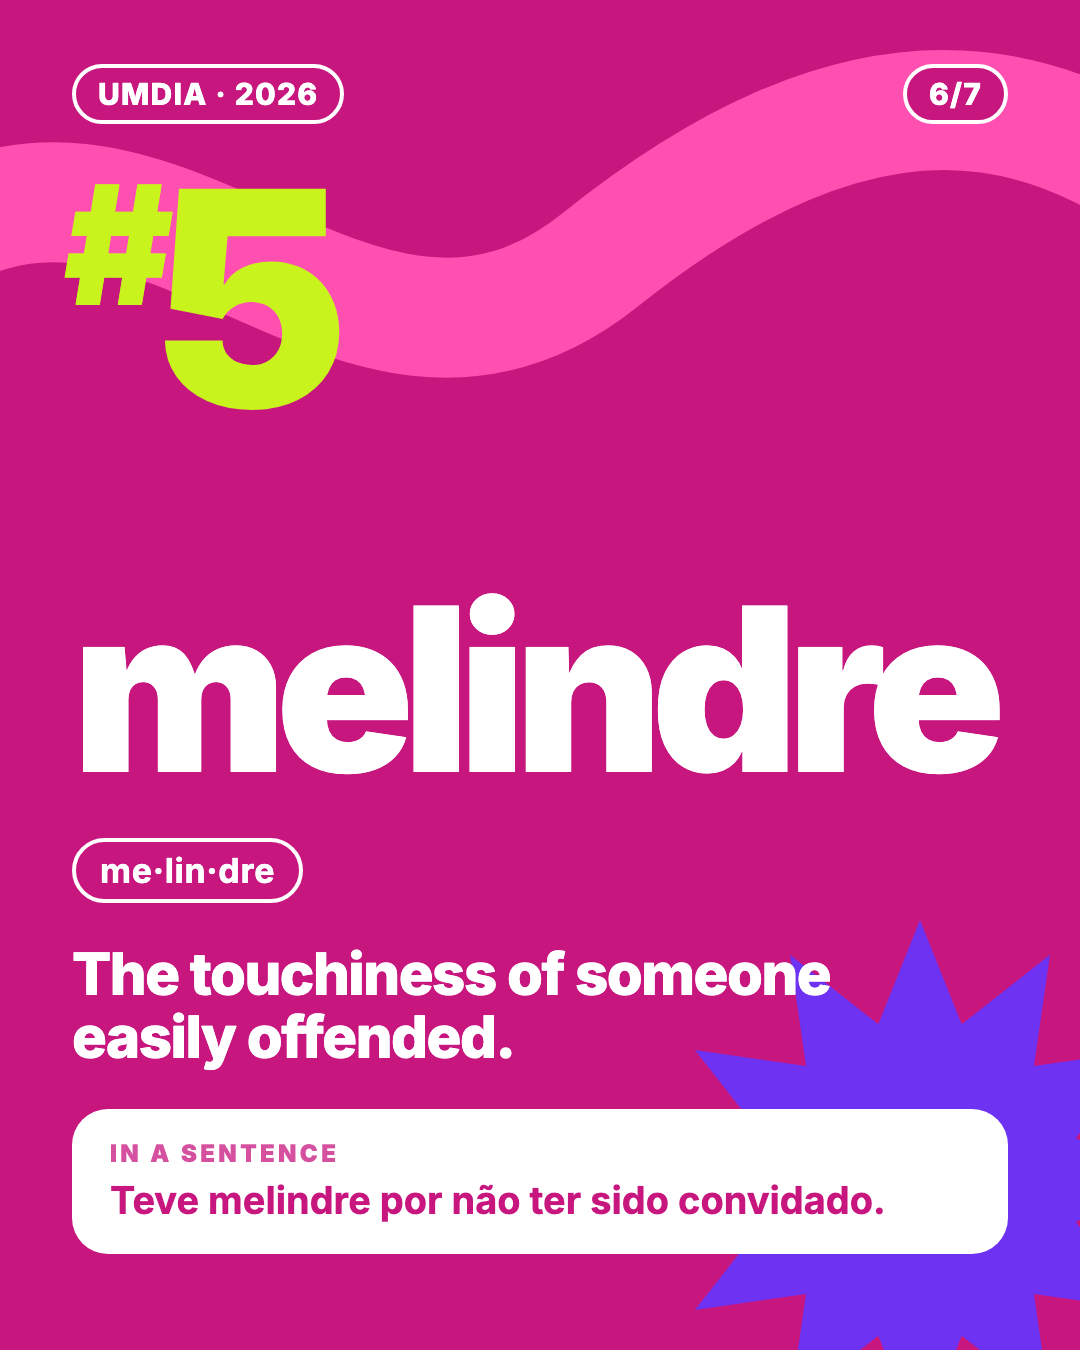 UMDIA · 2026
6/7
#5
melindre
me·lin·dre
The touchiness of someone
easily offended.
IN A SENTENCE
Teve melindre por não ter sido convidado.